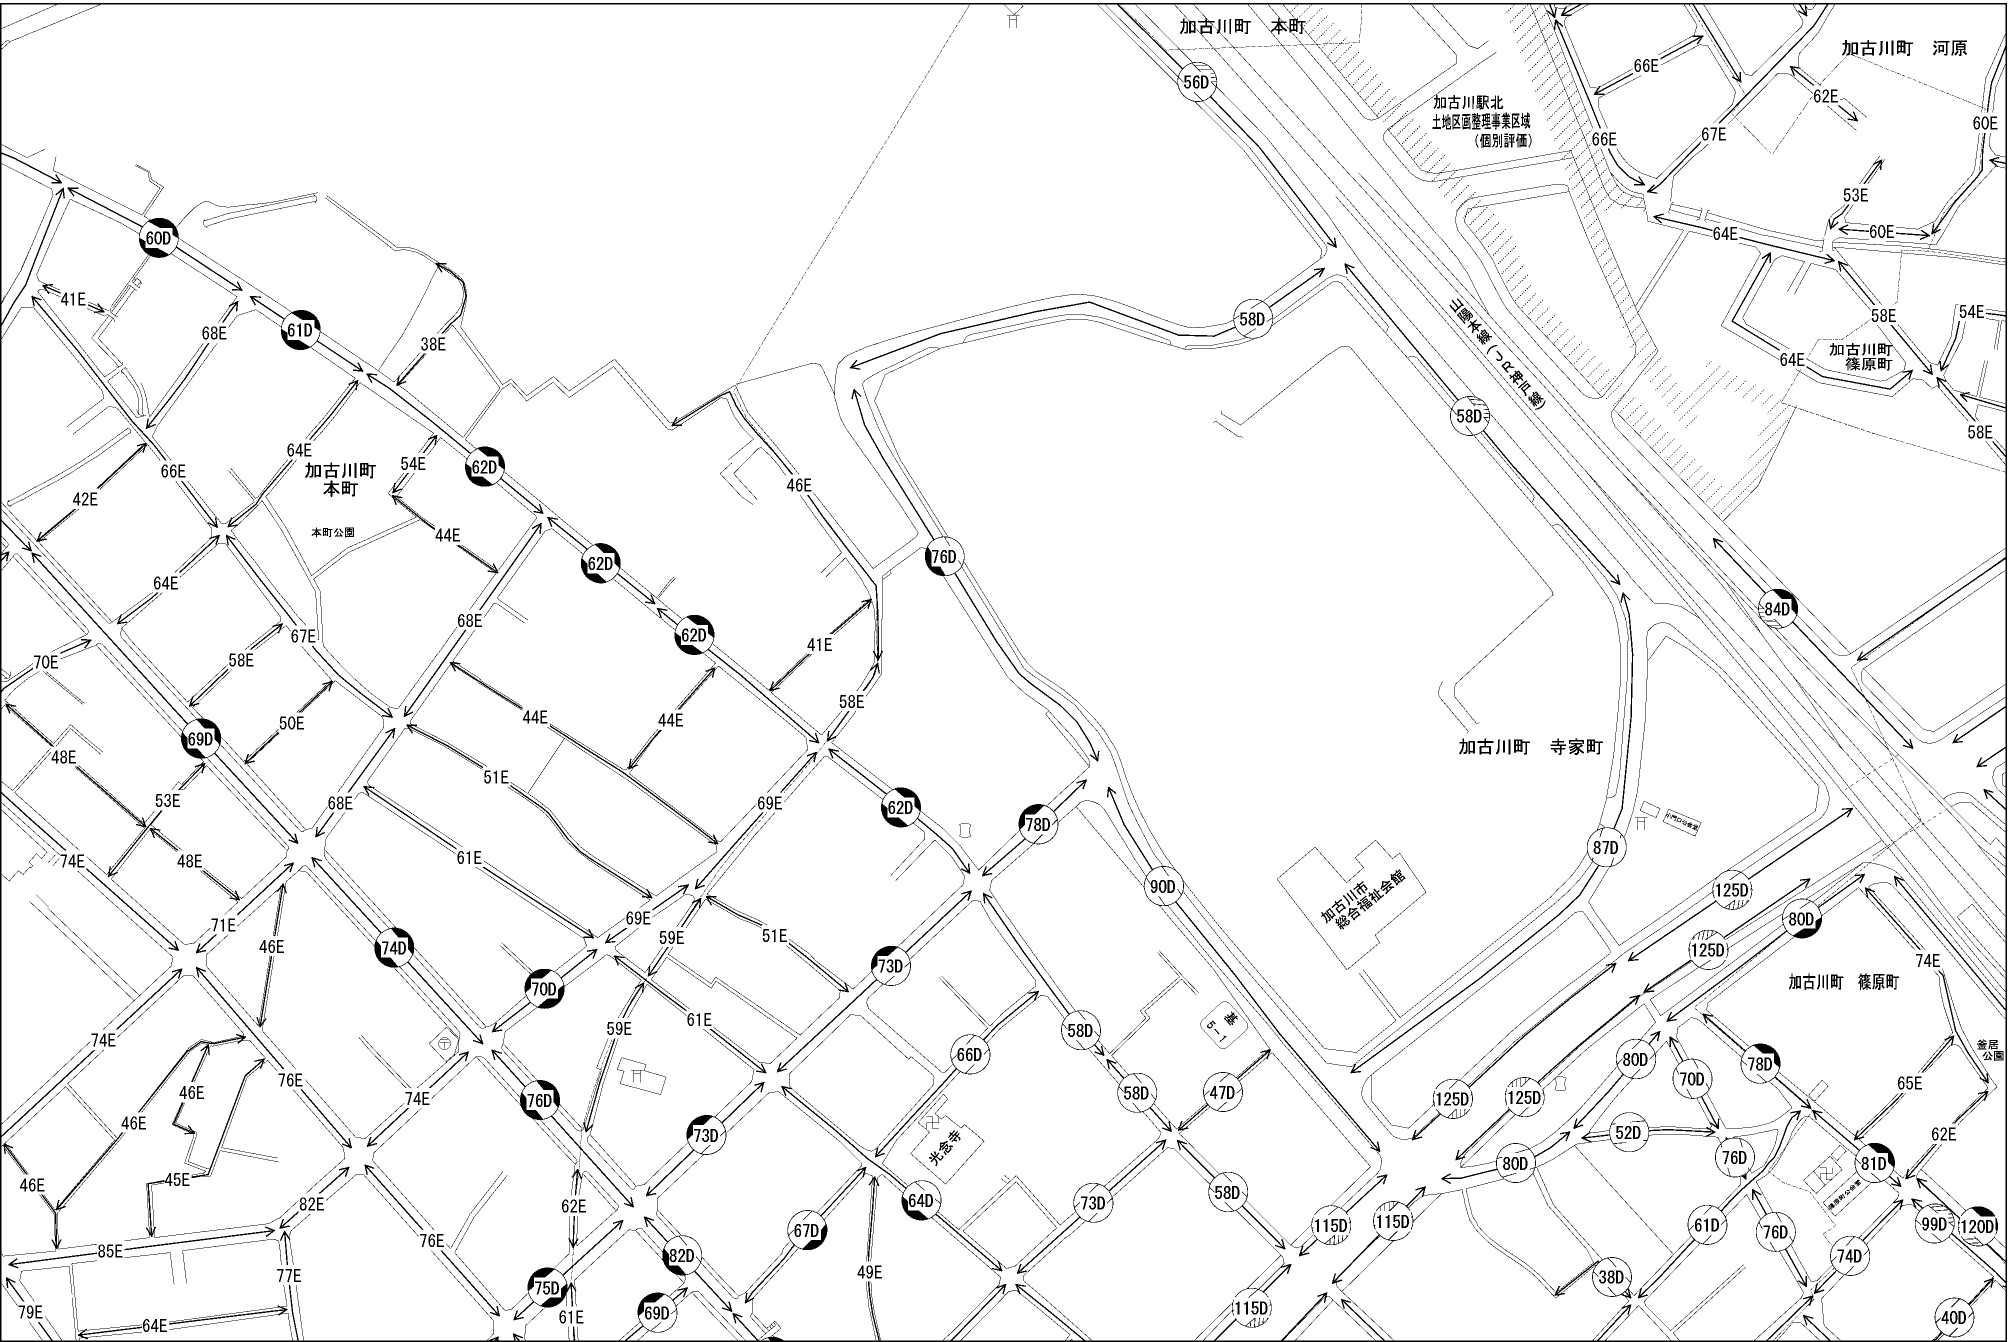 加古川町　本町
加古川町　河原
56D
66E
62E
加古川駅北
土地区画整理事業区域
（個別評価）
60E
66E
67E
53E
60E
64E
60D
41E
61D
68E
38E
58D
山陽本線（JR神戸線）
58E
54E
加古川町
篠原町
64E
58D
58E
64E
54E
62D
加古川町
本町
66E
46E
42E
本町公園
44E
76D
62D
64E
84D
68E
67E
62D
41E
70E
58E
44E
44E
58E
50E
69D
加古川町　寺家町
48E
51E
53E
68E
69E
62D
78D
87D
74E
48E
61E
90D
125D
加古川市
総合福祉会館
71E
46E
69E
59E
51E
80D
125D
74D
73D
74E
加古川町　篠原町
70D
基
5-1
61E
59E
58D
74E
66D
80D
78D
釜居
公園
76E
70D
65E
46E
74E
76D
58D
47D
125D
125D
46E
73D
光念寺
52D
62E
76D
80D
81D
46E
45E
64D
58D
82E
62E
73D
篠原町公会堂
67D
115D
115D
61D
76D
99D
120D
76E
85E
82D
74D
49E
77E
75D
38D
79E
64E
61E
69D
115D
40D